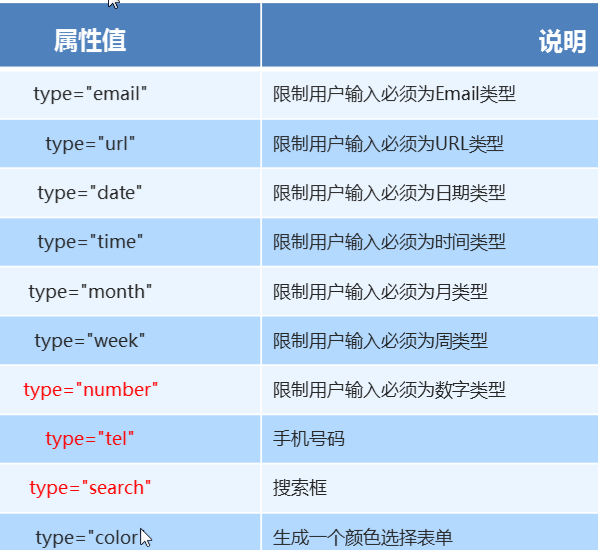 属性值 说明
type="email" 限制用户输入必须为Email类型
type="url" 限制用户输入必须为URL类型
type="date" 限制用户输入必须为日期类型
type="time" 限制用户输入必须为时间类型
type="month" 限制用户输入必须为月类型
type="week" 限制用户输入必须为周类型
type="number" 限制用户输入必须为数字类型
type="tel" 手机号码
type="search" 搜索框
type="color 生成一个颜色选择表单